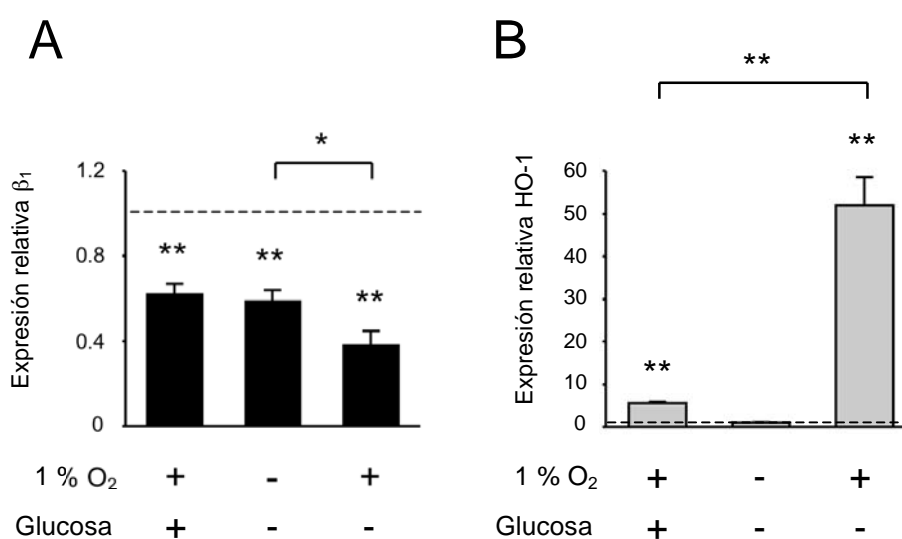 A
B
**
*
Expresión relativa β1
1.2
0.8
0.4
0
** ** **
Expresión relativa HO-1
60
50
40
30
20
10
0
** **
1 % O2 + - +
Glucosa + - -
1 % O2 + - +
Glucosa + - -